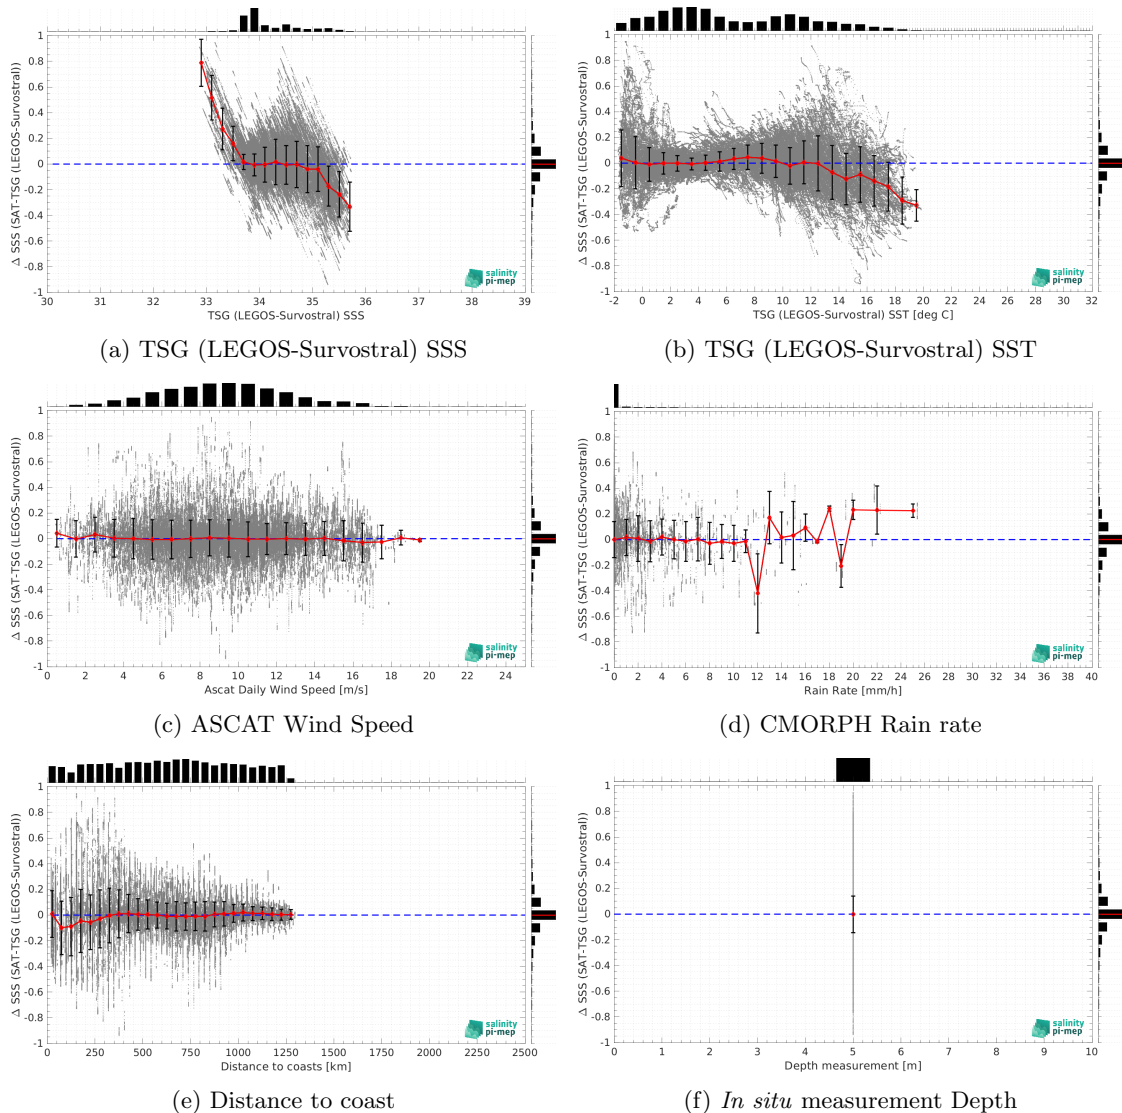 1
0.8
0.6
0.4
0.2
0
-0.2
-0.4
-0.6
-0.8
-1
Δ SSS (SAT-TSG (LEGOS-Survostral))
30 31 32 33 34 35 36 37 38 39
TSG (LEGOS-Survostral) SSS
salinity
pi-mep
(a) TSG (LEGOS-Survostral) SSS
1
0.8
0.6
0.4
0.2
0
-0.2
-0.4
-0.6
-0.8
-1
Δ SSS (SAT-TSG (LEGOS-Survostral))
-2 0 2 4 6 8 10 12 14 16 18 20 22 24 26 28 30 32
TSG (LEGOS-Survostral) SST [deg C]
salinity
pi-mep
(b) TSG (LEGOS-Survostral) SST
1
0.8
0.6
0.4
0.2
0
-0.2
-0.4
-0.6
-0.8
-1
Δ SSS (SAT-TSG (LEGOS-Survostral))
0 2 4 6 8 10 12 14 16 18 20 22 24
Ascat Daily Wind Speed [m/s]
salinity
pi-mep
(c) ASCAT Wind Speed
1
0.8
0.6
0.4
0.2
0
-0.2
-0.4
-0.6
-0.8
-1
Δ SSS (SAT-TSG (LEGOS-Survostral))
0 2 4 6 8 10 12 14 16 18 20 22 24 26 28 30 32 34 36 38 40
Rain Rate [mm/h]
salinity
pi-mep
(d) CMORPH Rain rate
1
0.8
0.6
0.4
0.2
0
-0.2
-0.4
-0.6
-0.8
-1
Δ SSS (SAT-TSG (LEGOS-Survostral))
0 250 500 750 1000 1250 1500 1750 2000 2250 2500
Distance to coasts [km]
salinity
pi-mep
(e) Distance to coast
1
0.8
0.6
0.4
0.2
0
-0.2
-0.4
-0.6
-0.8
-1
Δ SSS (SAT-TSG (LEGOS-Survostral))
0 1 2 3 4 5 6 7 8 9 10
Depth measurement [m]
salinity
pi-mep
(f) In situ measurement Depth